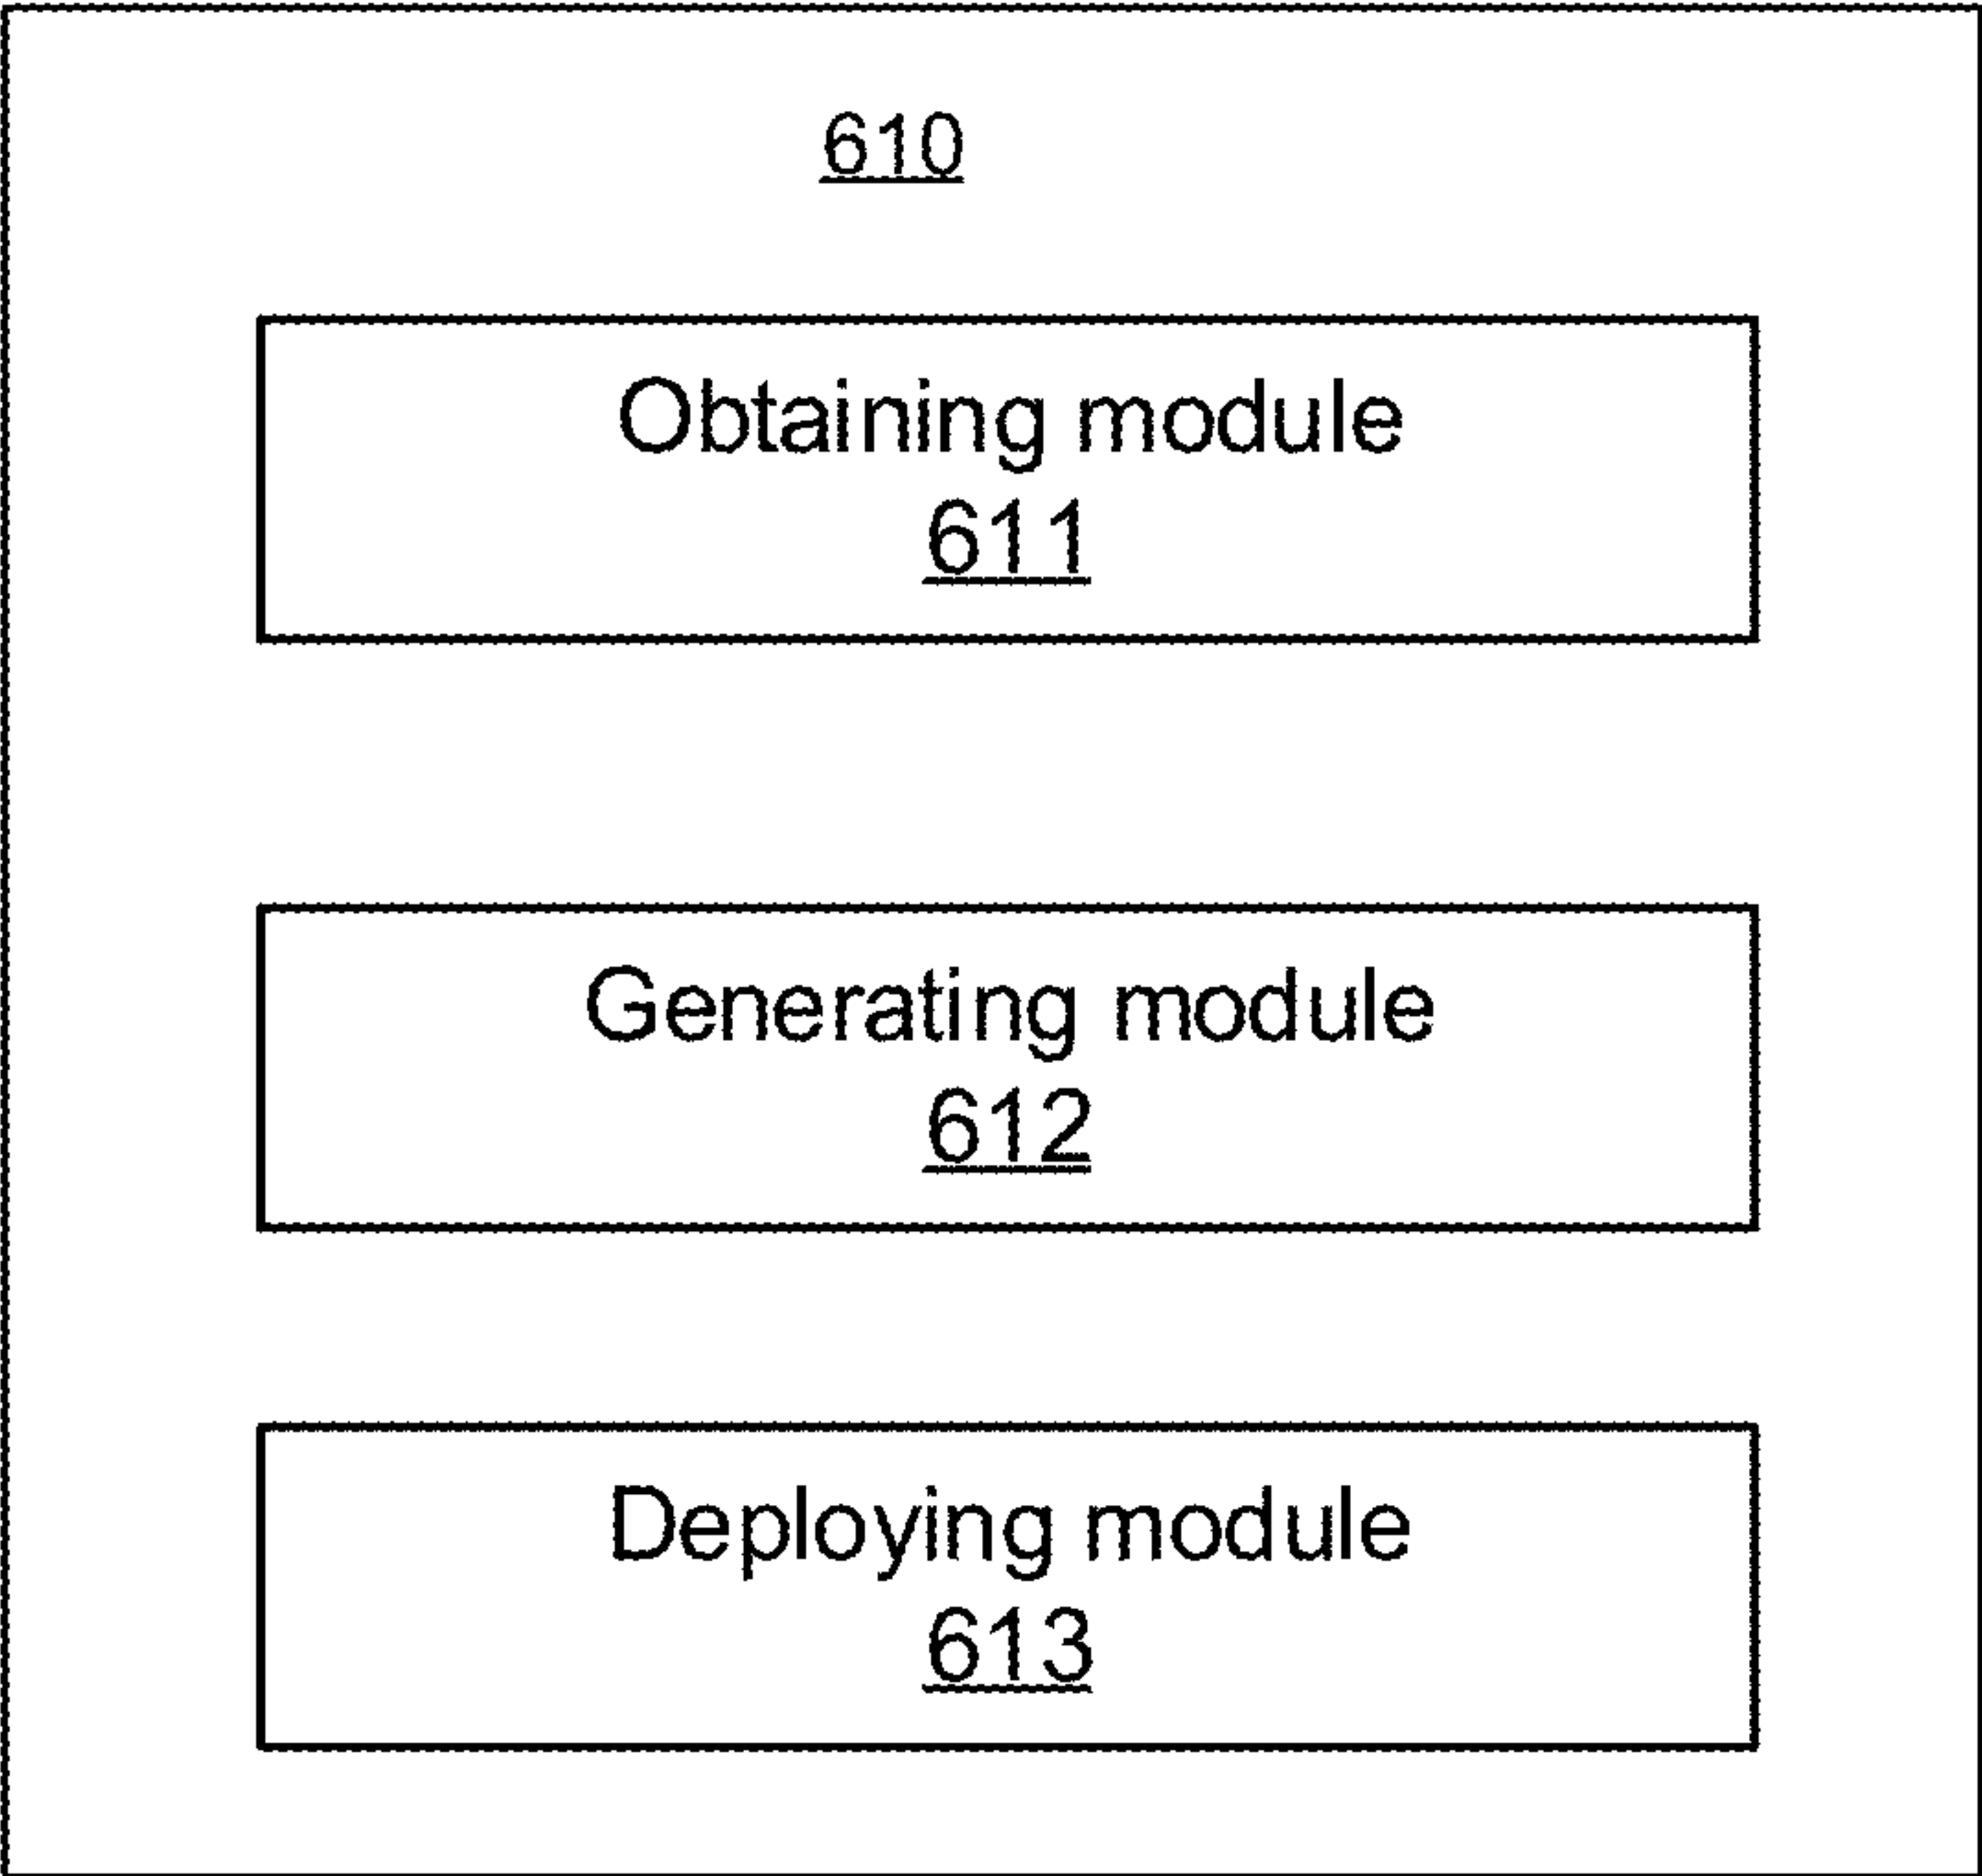 610
Obtaining module
611
Generating module
612
Deploying module
613